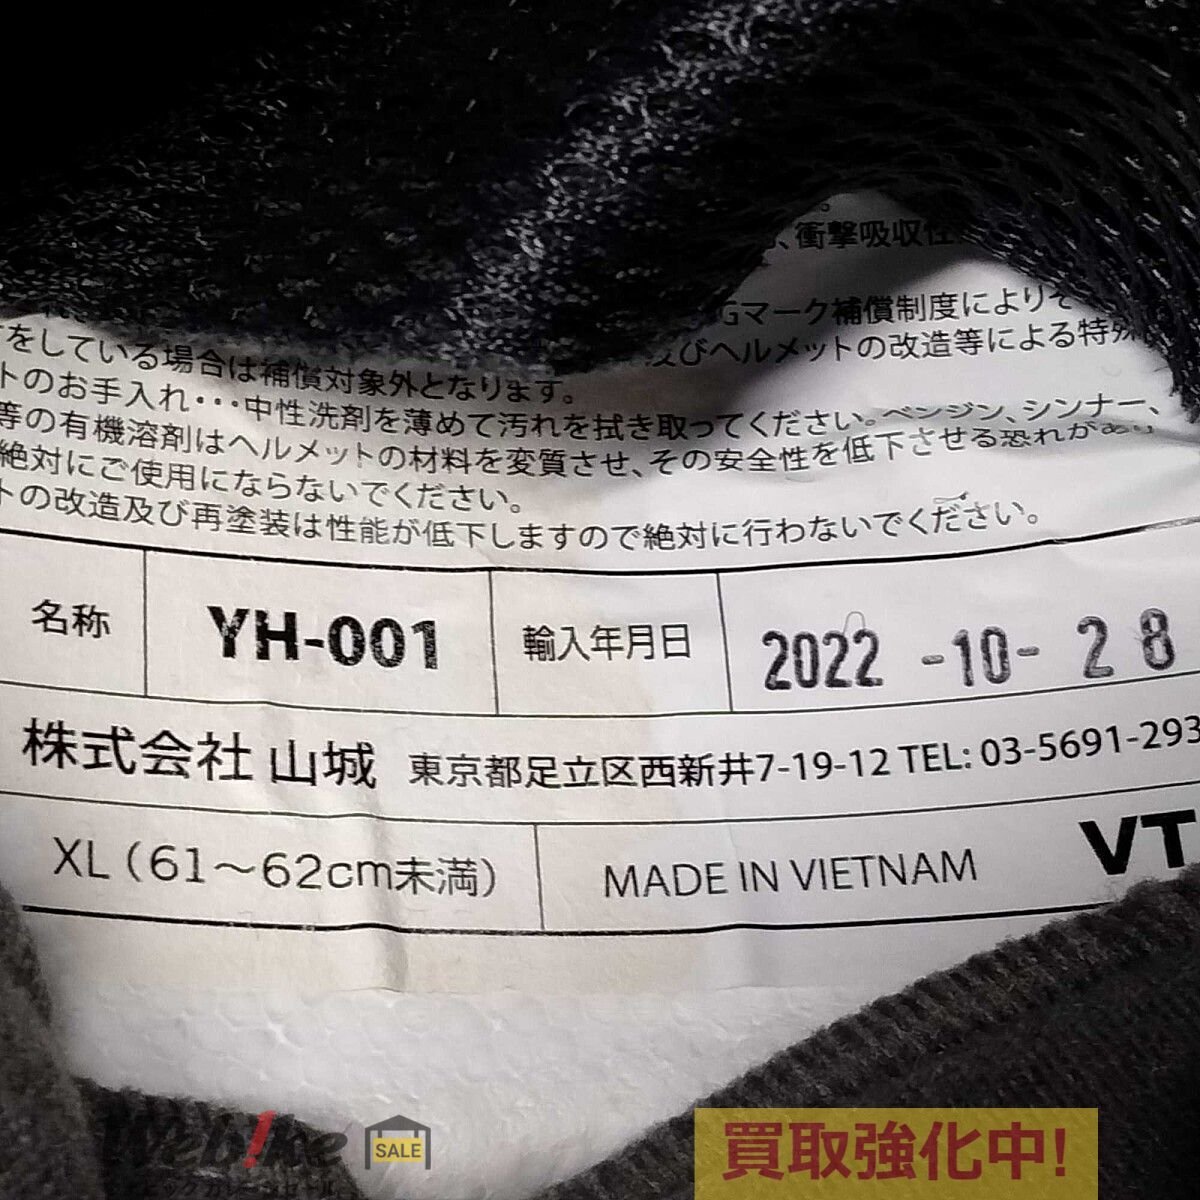 、衝撃吸収性
Gマーク補償制度によりそ
をしている場合は補償対象外となります。
及びヘルメットの改造等による特殊
トのお手入れ・・・中性洗剤を薄めて汚れを拭き取ってください。ベンジン、シンナー、
等の有機溶剤はヘルメットの材料を変質させ、その安全性を低下させる恐れがあり
絶対にご使用にならないでください。
トの改造及び再塗装は性能が低下しますので絶対に行わないでください。
名称 YH-001 輸入年月日 2022-10-28
株式会社 山城 東京都足立区西新井7-19-12 TEL: 03-5691-293
XL(61～62cm未満) MADE IN VIETNAM VT
Web!ke SALE
買取強化中!